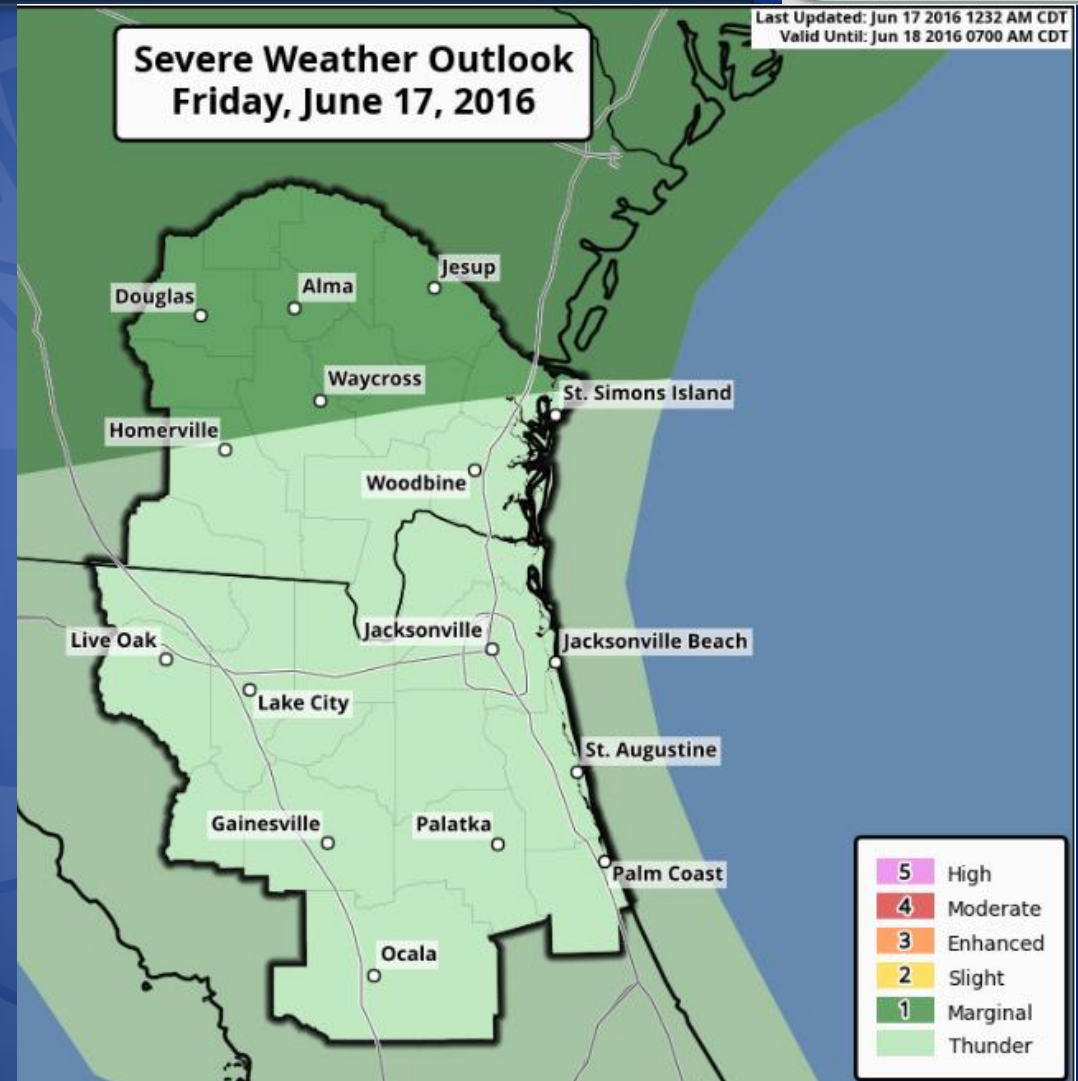 Last Updated: Jun 17 2016 1232 AM CDT
Valid Until: Jun 18 2016 0700 AM CDT
Severe Weather Outlook
Friday, June 17, 2016
Jesup
Alma
Douglas
Waycross
St. Simons Island
Homerville
Woodbine
Jacksonville
Live Oak
Jacksonville Beach
Lake City
St. Augustine
Gainesville
Palatka
Palm Coast
Ocala
5 High
4 Moderate
3 Enhanced
2 Slight
1 Marginal
Thunder